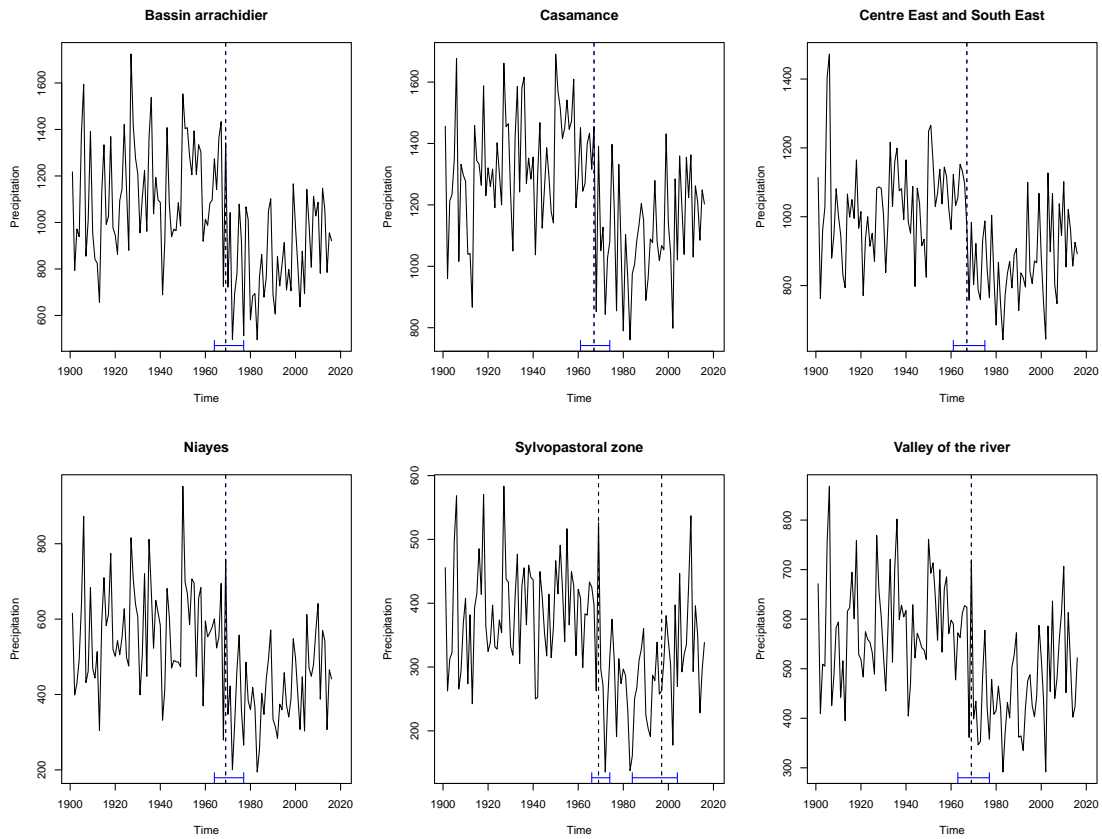 Bassin arrachidier
Precipitation
600 800 1000 1200 1400 1600
1900 1920 1940 1960 1980 2000 2020
Time
Casamance
Precipitation
800 1000 1200 1400 1600
1900 1920 1940 1960 1980 2000 2020
Time
Centre East and South East
Precipitation
800 1000 1200 1400
1900 1920 1940 1960 1980 2000 2020
Time
Niayes
Precipitation
200 400 600 800
1900 1920 1940 1960 1980 2000 2020
Time
Sylvopastoral zone
Precipitation
200 300 400 500 600
1900 1920 1940 1960 1980 2000 2020
Time
Valley of the river
Precipitation
300 400 500 600 700 800
1900 1920 1940 1960 1980 2000 2020
Time